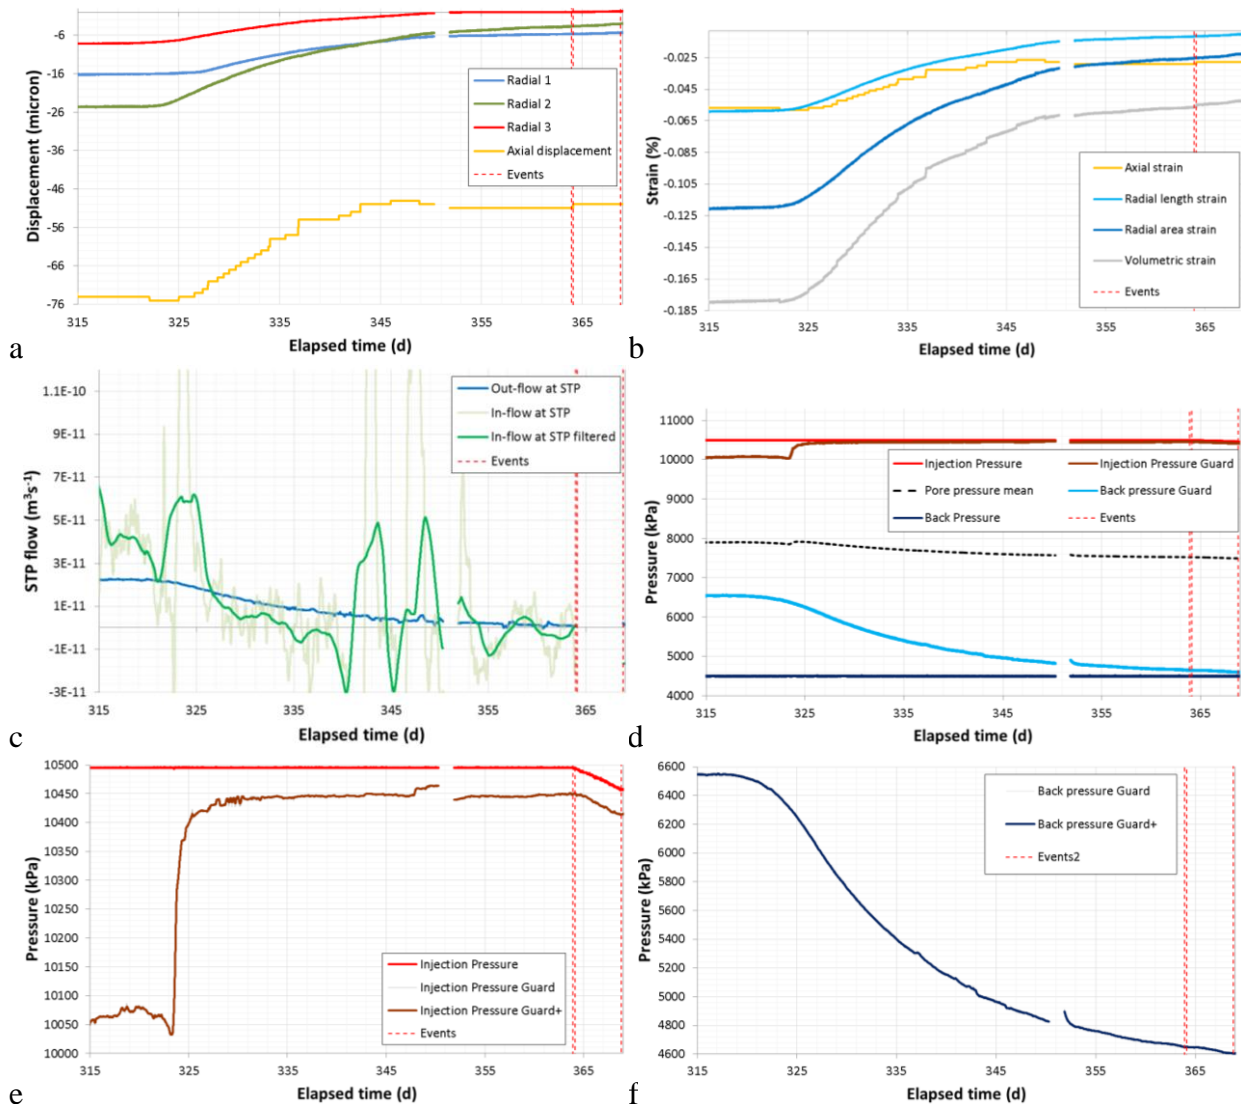 -6
-16
-26
-36
-46
-56
-66
-76
Displacement (micron)
Radial 1
Radial 2
Radial 3
Axial displacement
Events
315 325 335 345 355 365
Elapsed time (d)
a
-0.025
-0.045
-0.065
-0.085
-0.105
-0.125
-0.145
-0.165
-0.185
Strain (%)
Axial strain
Radial length strain
Radial area strain
Volumetric strain
Events
315 325 335 345 355 365
Elapsed time (d)
b
1.1E-10
9E-11
7E-11
5E-11
3E-11
1E-11
-1E-11
-3E-11
STP flow (m³s⁻¹)
Out-flow at STP
In-flow at STP
In-flow at STP filtered
Events
315 325 335 345 355 365
Elapsed time (d)
c
11000
10000
9000
8000
7000
6000
5000
4000
Pressure (kPa)
Injection Pressure Injection Pressure Guard
Pore pressure mean Back pressure Guard
Back Pressure Events
315 325 335 345 355 365
Elapsed time (d)
d
10500
10450
10400
10350
10300
10250
10200
10150
10100
10050
10000
Pressure (kPa)
Injection Pressure
Injection Pressure Guard
Injection Pressure Guard+
Events
315 325 335 345 355 365
Elapsed time (d)
e
6600
6400
6200
6000
5800
5600
5400
5200
5000
4800
4600
Pressure (kPa)
Back pressure Guard
Back pressure Guard+
Events2
315 325 335 345 355 365
Elapsed time (d)
f